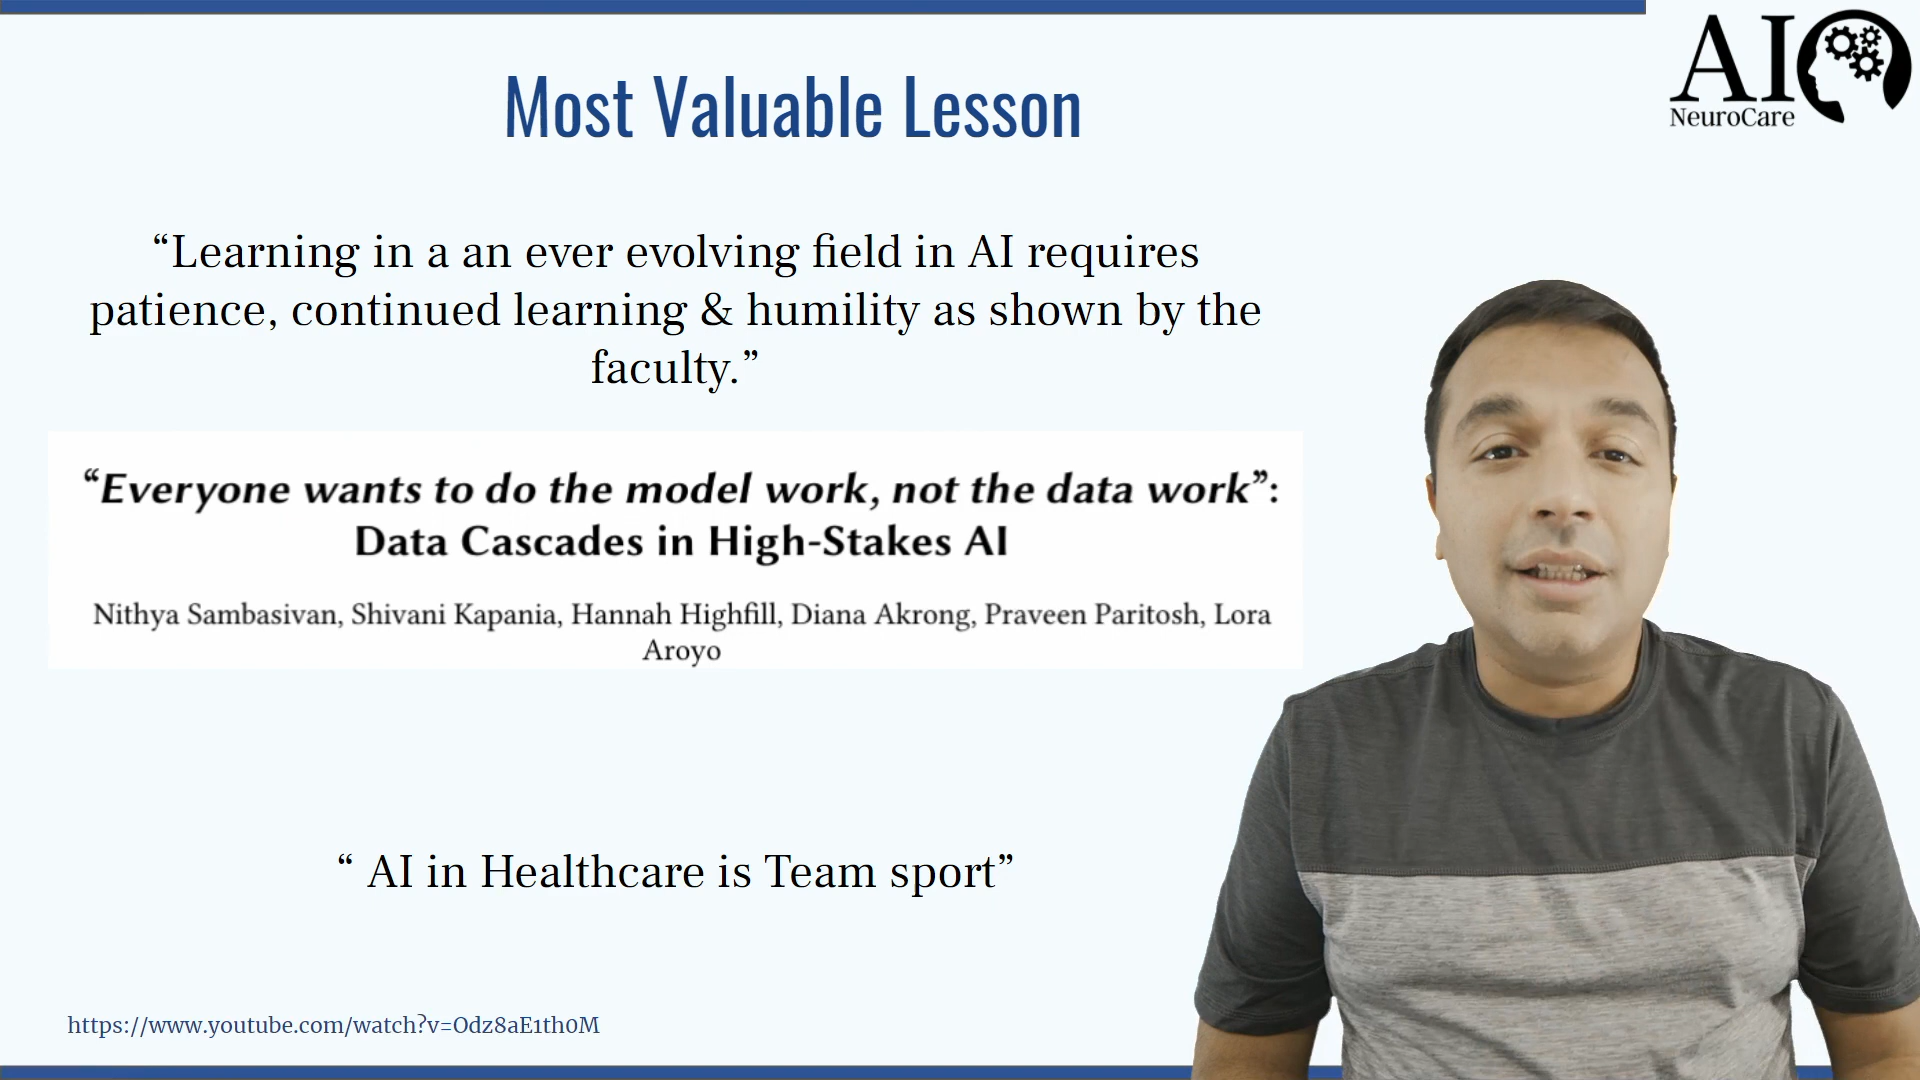 AI
NeuroCare
Most Valuable Lesson
“Learning in a an ever evolving field in AI requires
patience, continued learning & humility as shown by the
faculty.”
“Everyone wants to do the model work, not the data work”:
Data Cascades in High-Stakes AI
Nithya Sambasivan, Shivani Kapania, Hannah Highfill, Diana Akrong, Praveen Paritosh, Lora
Aroyo
“ AI in Healthcare is Team sport”
https://www.youtube.com/watch?v=Odz8aE1th0M